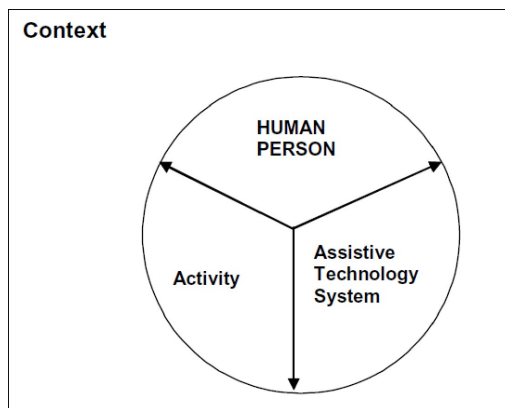 Context
HUMAN
PERSON
Activity
Assistive
Technology
System